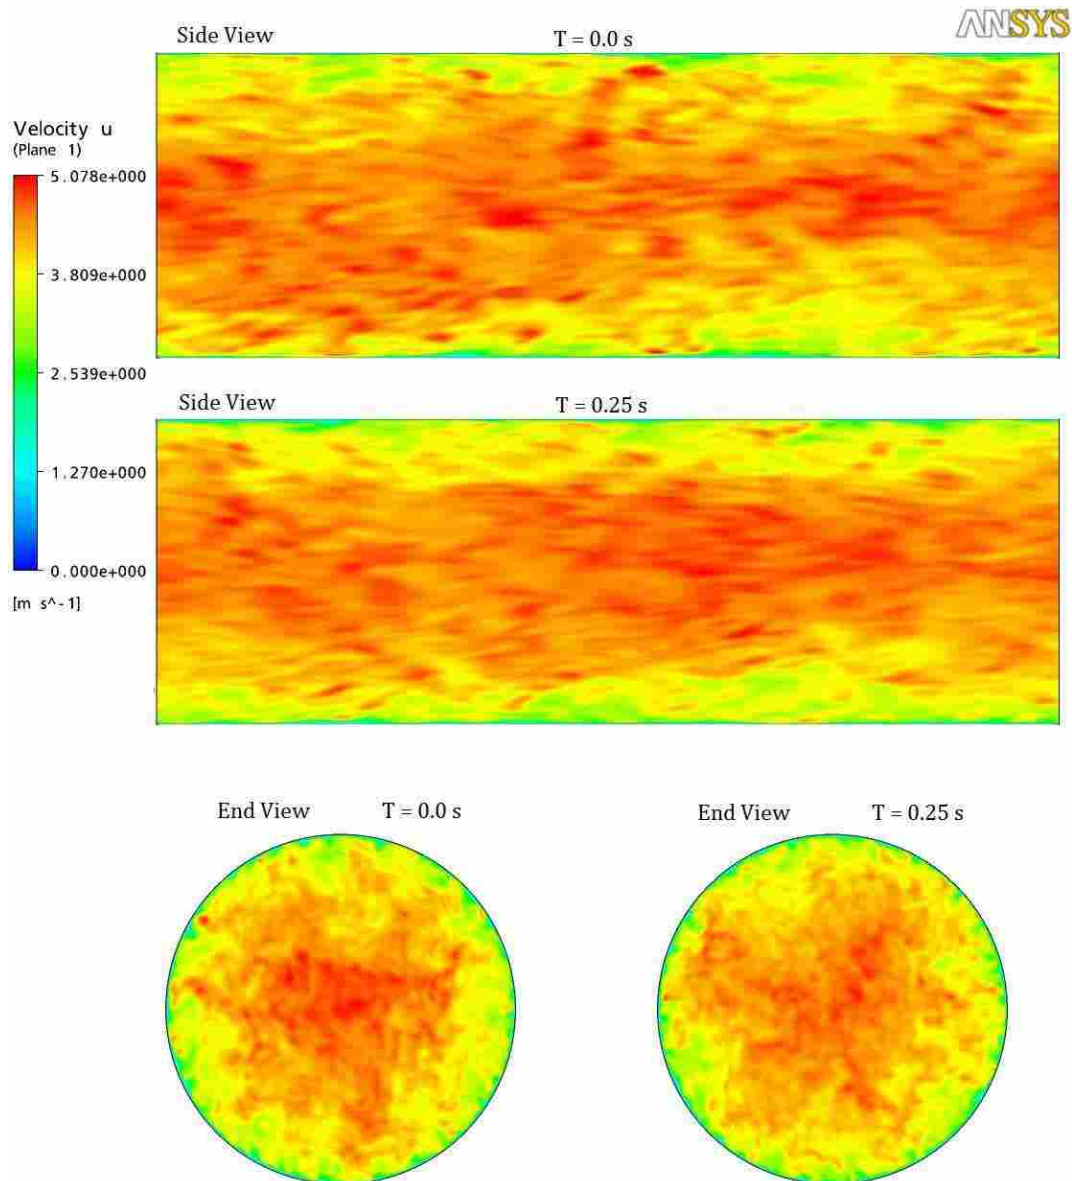 Side View
T = 0.0 s
ANSYS
Velocity u
(Plane 1)
5.078e+000
3.809e+000
2.539e+000
1.270e+000
0.000e+000
[m s^-1]
Side View
T = 0.25 s
End View
T = 0.0 s
End View
T = 0.25 s